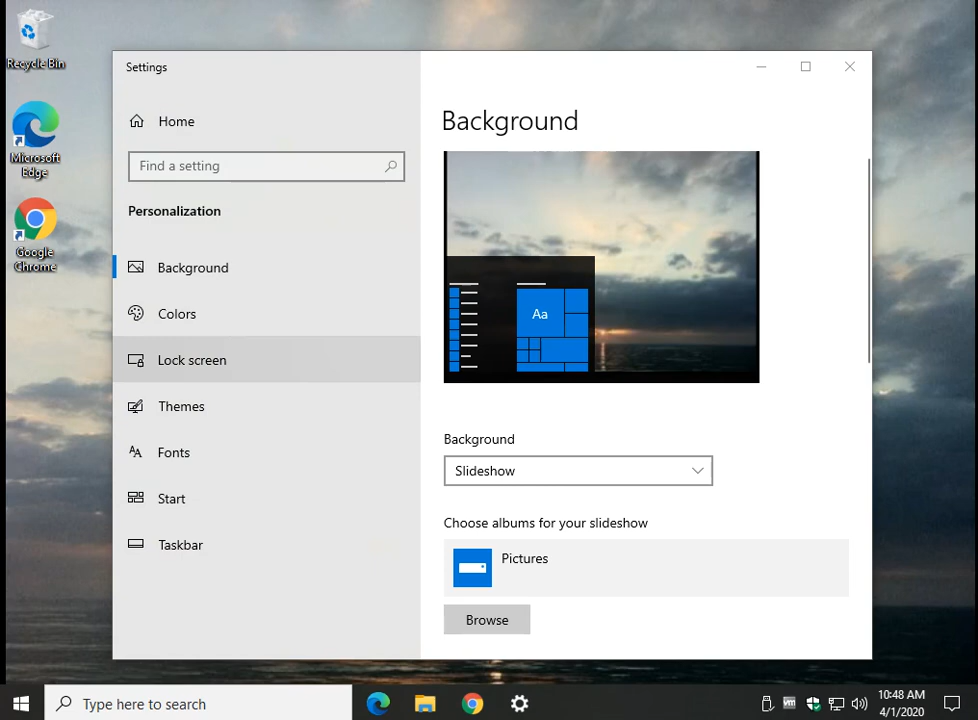 Recycle Bin
Microsoft
Edge
Google
Chrome
Settings
Home
Find a setting
Personalization
Background
Colors
Lock screen
Themes
Fonts
Start
Taskbar
Background
Aa
Background
Slideshow
Choose albums for your slideshow
Pictures
Browse
Type here to search
vm
10:48 AM
4/1/2020